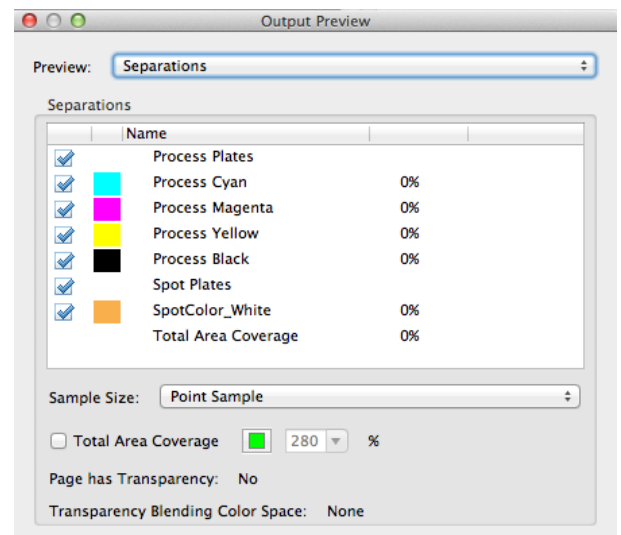 Output Preview
Preview: Separations
Separations
Name
Process Plates
Process Cyan 0%
Process Magenta 0%
Process Yellow 0%
Process Black 0%
Spot Plates
SpotColor_White 0%
Total Area Coverage 0%
Sample Size: Point Sample
Total Area Coverage 280 %
Page has Transparency: No
Transparency Blending Color Space: None